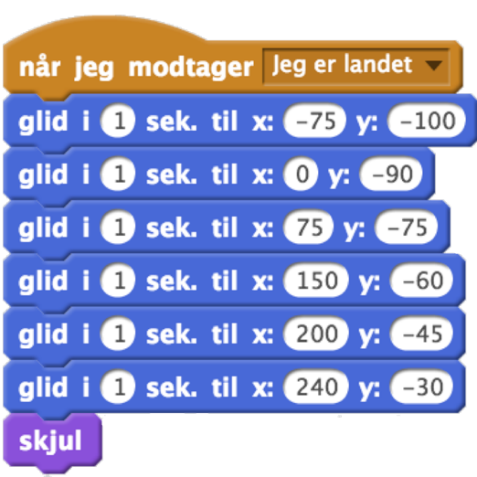 når jeg modtager Jeg er landet
glid i 1 sek. til x: -75 y: -100
glid i 1 sek. til x: 0 y: -90
glid i 1 sek. til x: 75 y: -75
glid i 1 sek. til x: 150 y: -60
glid i 1 sek. til x: 200 y: -45
glid i 1 sek. til x: 240 y: -30
skjul